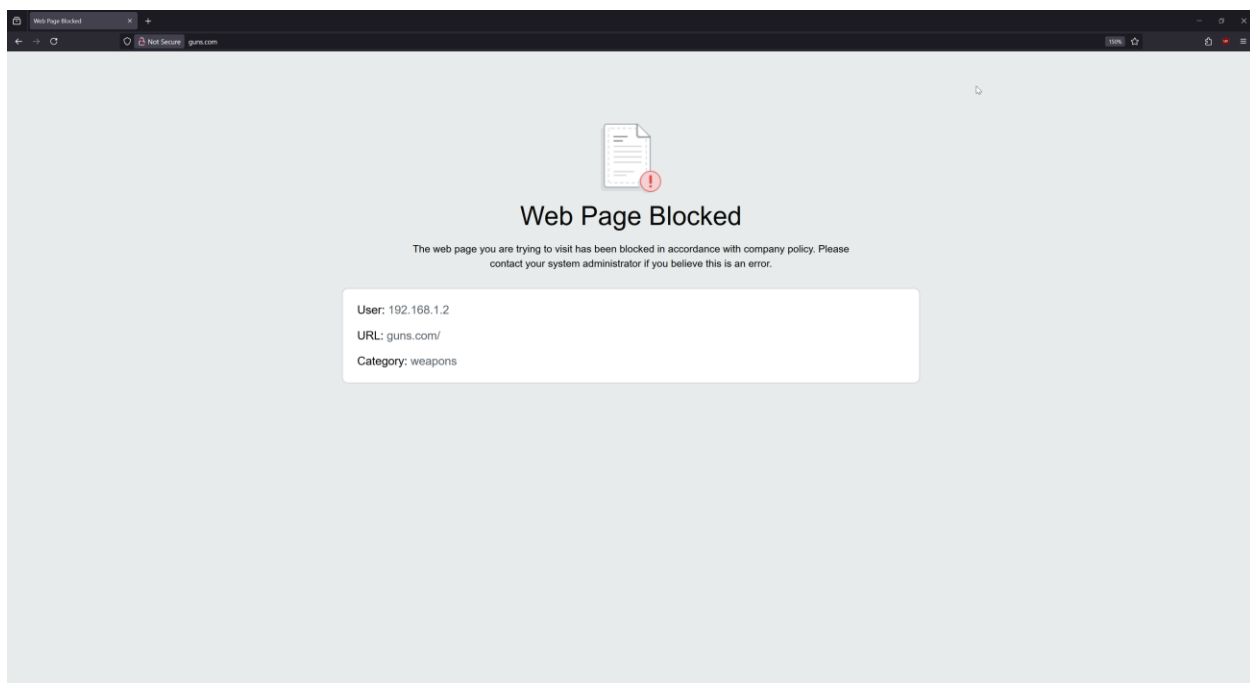 Web Page Blocked
Not Secure guns.com
150%
Web Page Blocked
The web page you are trying to visit has been blocked in accordance with company policy. Please
contact your system administrator if you believe this is an error.
User: 192.168.1.2
URL: guns.com/
Category: weapons